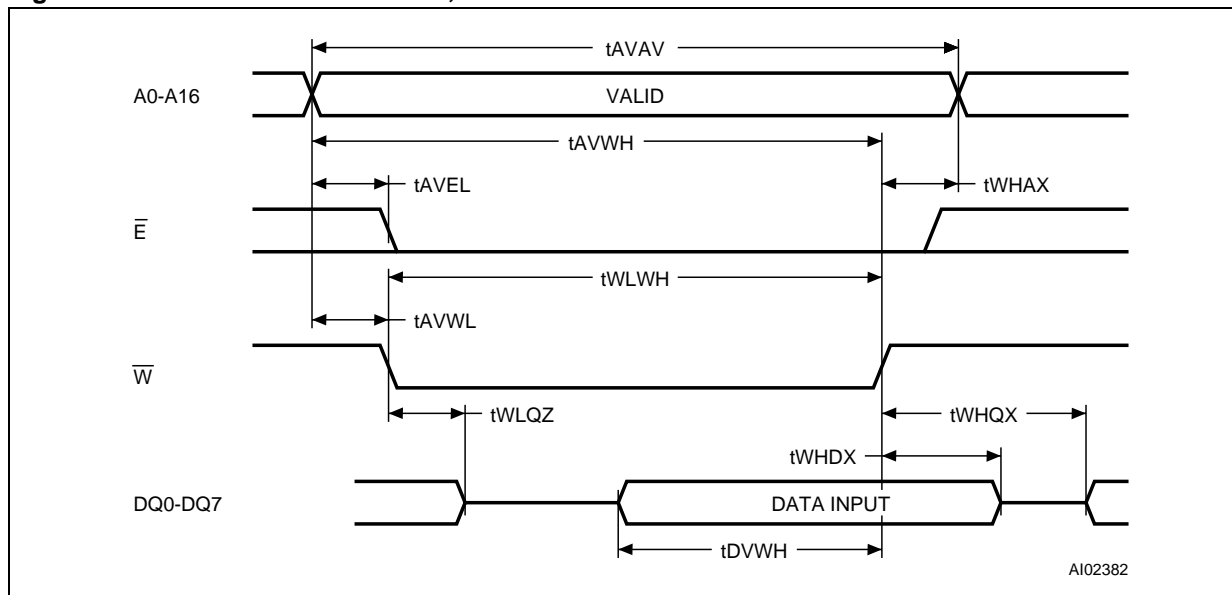 tAVAV
A0-A16
VALID
tAVWH
tAVEL
tWHAX
E̅
tWLWH
tAVWL
W̅
tWLQZ
tWHQX
tWHDX
DQ0-DQ7
DATA INPUT
tDVWH
AI02382